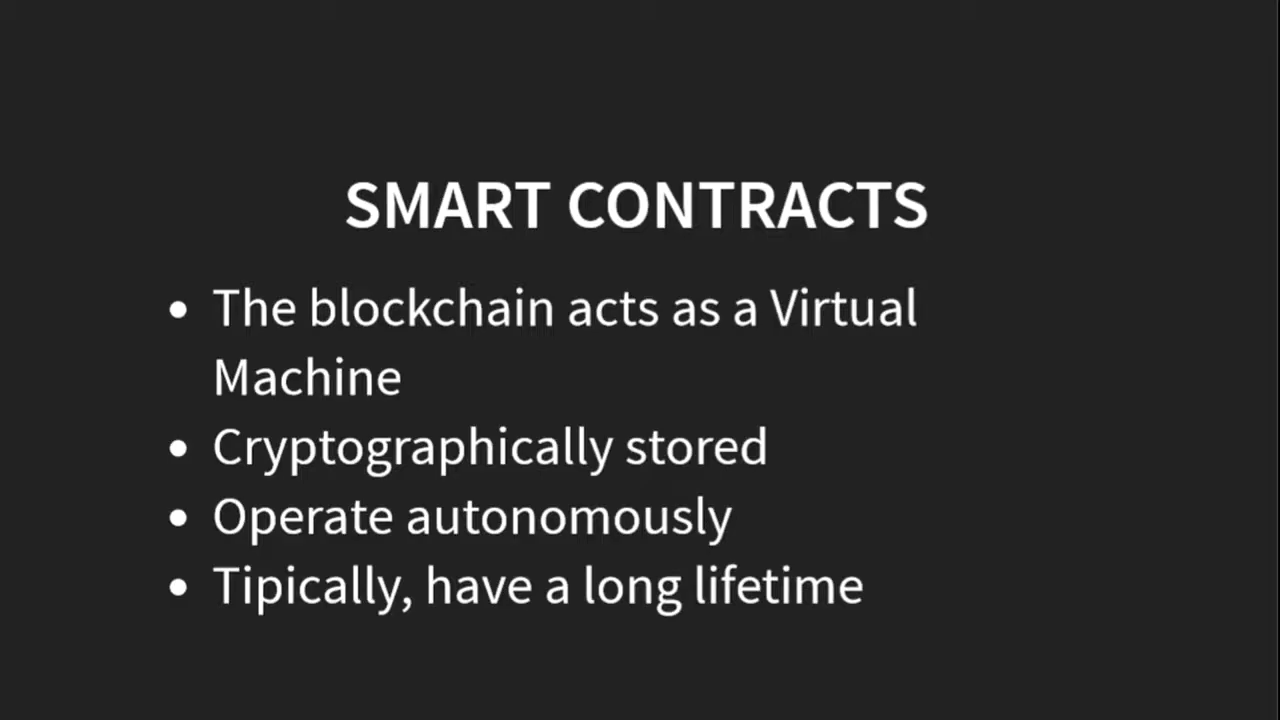 SMART CONTRACTS
• The blockchain acts as a Virtual
Machine
• Cryptographically stored
• Operate autonomously
• Tipically, have a long lifetime